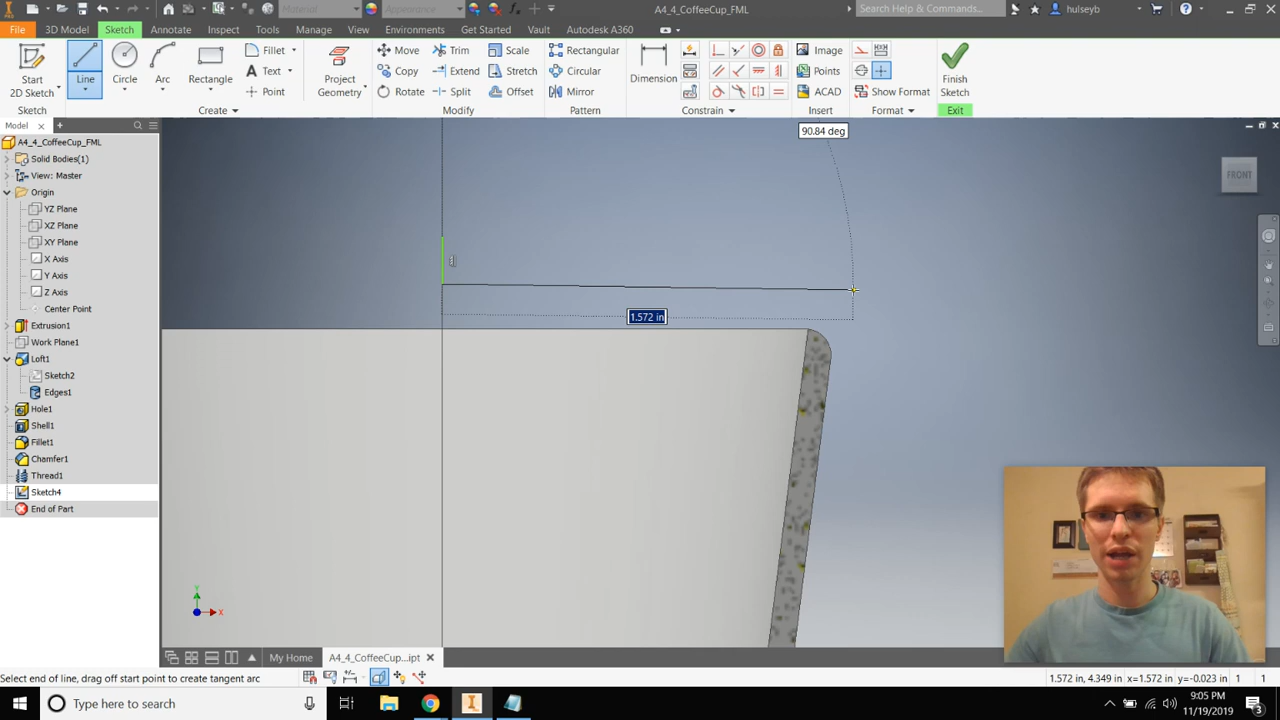 Material
Appearance
A4_4_CoffeeCup_FML
Search Help & Commands...
hulseyb
File 3D Model Sketch Annotate Inspect Tools Manage View Environments Get Started Vault Autodesk A360
Start
2D Sketch
Line
Circle
Arc
Rectangle
Fillet
Text
Point
Project
Geometry
Move
Copy
Rotate
Trim
Extend
Split
Scale
Stretch
Offset
Rectangular
Circular
Mirror
Dimension
Image
Points
ACAD
Show Format
Finish
Sketch
Sketch Create Modify Pattern Constrain Insert Format Exit
Model
A4_4_CoffeeCup_FML
Solid Bodies(1)
View: Master
Origin
YZ Plane
XZ Plane
XY Plane
X Axis
Y Axis
Z Axis
Center Point
Extrusion1
Work Plane1
Loft1
Sketch2
Edges1
Hole1
Shell1
Fillet1
Chamfer1
Thread1
Sketch4
End of Part
90.84 deg
FRONT
1.572 in
Y
X
My Home A4_4_CoffeeCup...ipt
Select end of line, drag off start point to create tangent arc
1.572 in, 4.349 in x=1.572 in y=-0.023 in 1 1
Type here to search
9:05 PM
11/19/2019
3